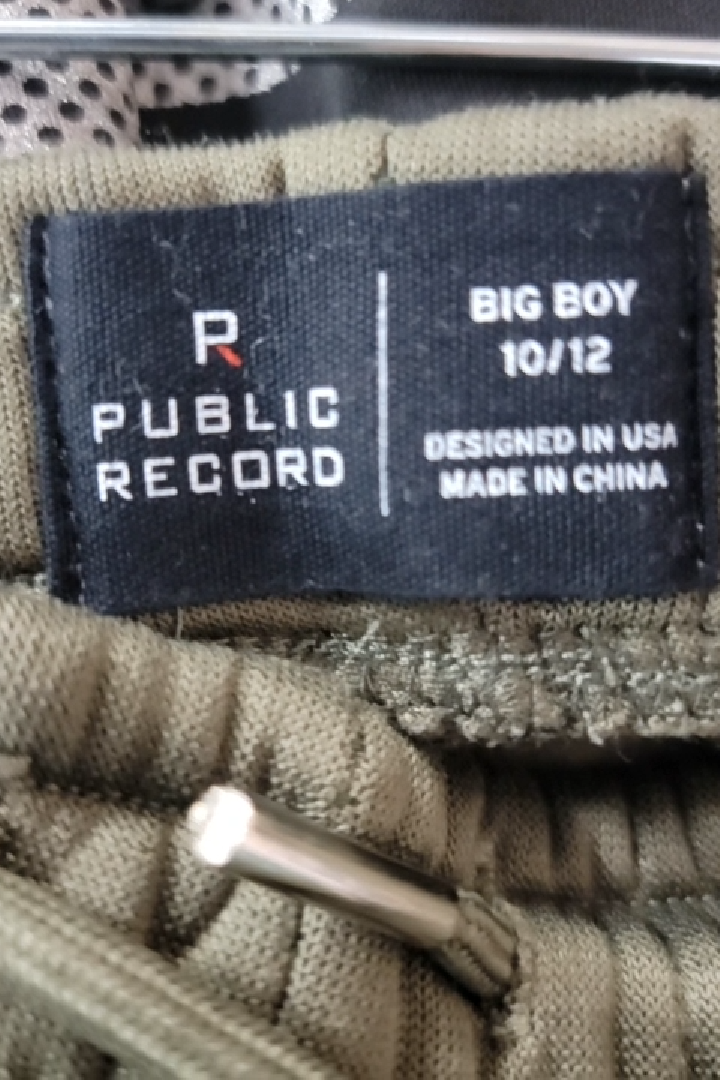 R
PUBLIC
RECORD
BIG BOY
10/12
DESIGNED IN USA
MADE IN CHINA